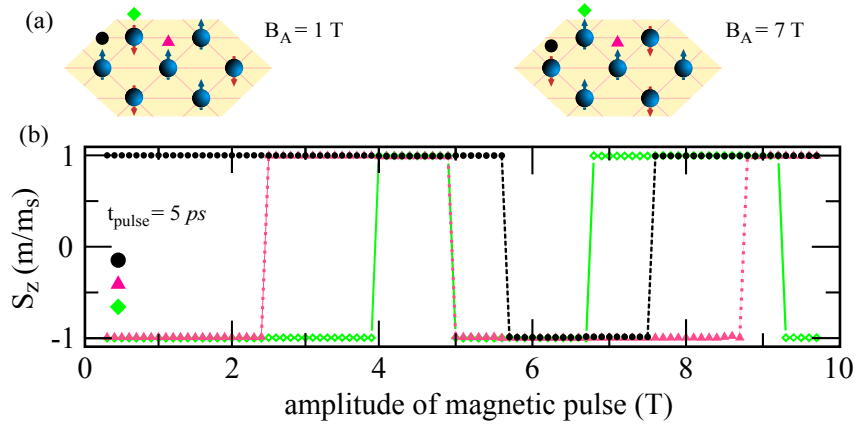 (a)
B_A = 1 T
B_A = 7 T
(b)
1
0
-1
S_z (m/m_s)
t_pulse = 5 ps
0
2
4
6
8
10
amplitude of magnetic pulse (T)